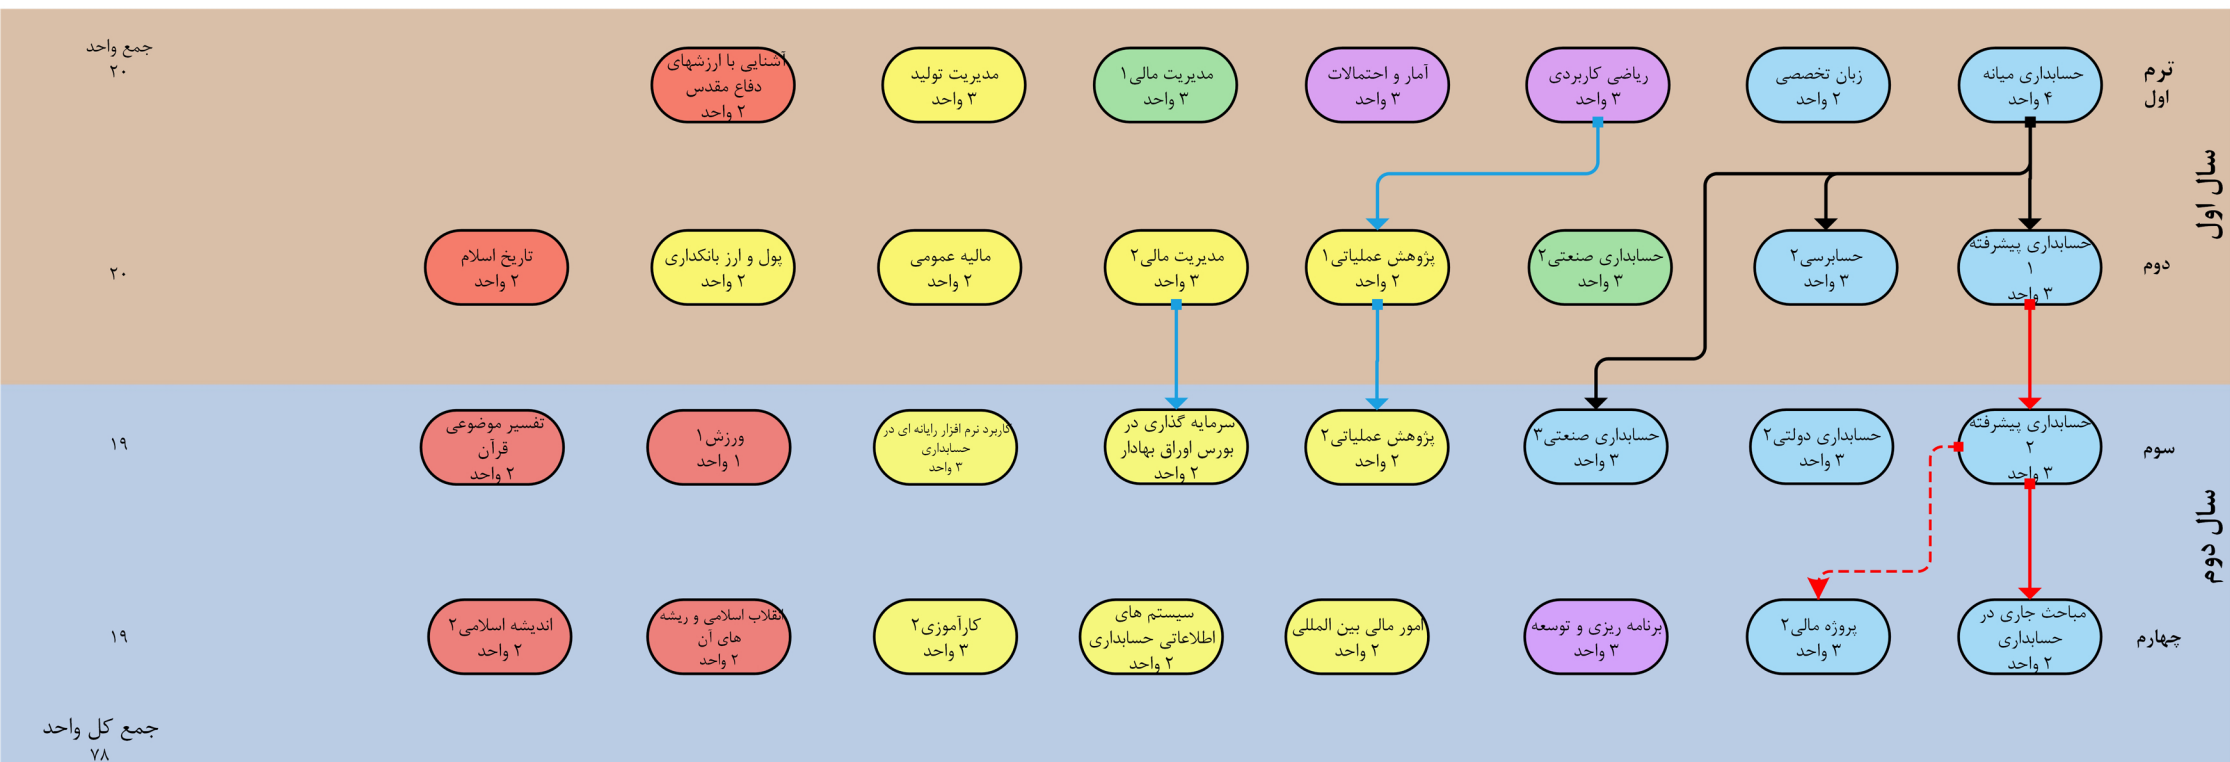 ترم
اول
حسابداری میانه
۴ واحد
زبان تخصصی
۲ واحد
ریاضی کاربردی
۳ واحد
آمار و احتمالات
۳ واحد
مدیریت مالی۱
۳ واحد
مدیریت تولید
۳ واحد
آشنایی با ارزشهای
دفاع مقدس
۲ واحد
جمع واحد
۲۰
سال اول
دوم
حسابداری پیشرفته
۱
۳ واحد
حسابرسی۲
۳ واحد
حسابداری صنعتی۲
۳ واحد
پژوهش عملیاتی۱
۲ واحد
مدیریت مالی۲
۳ واحد
مالیه عمومی
۲ واحد
پول و ارز بانکداری
۲ واحد
تاریخ اسلام
۲ واحد
۲۰
سوم
حسابداری پیشرفته
۲
۳ واحد
حسابداری دولتی۲
۳ واحد
حسابداری صنعتی۳
۳ واحد
پژوهش عملیاتی۲
۲ واحد
سرمایه گذاری در
بورس اوراق بهادار
۲ واحد
کاربرد نرم افزار رایانه ای در
حسابداری
۳ واحد
ورزش۱
۱ واحد
تفسیر موضوعی
قرآن
۲ واحد
۱۹
سال دوم
چهارم
مباحث جاری در
حسابداری
۲ واحد
پروژه مالی۲
۳ واحد
برنامه ریزی و توسعه
۳ واحد
امور مالی بین المللی
۲ واحد
سیستم های
اطلاعاتی حسابداری
۲ واحد
کارآموزی۲
۳ واحد
انقلاب اسلامی و ریشه
های آن
۲ واحد
اندیشه اسلامی۲
۲ واحد
۱۹
جمع کل واحد
۷۸